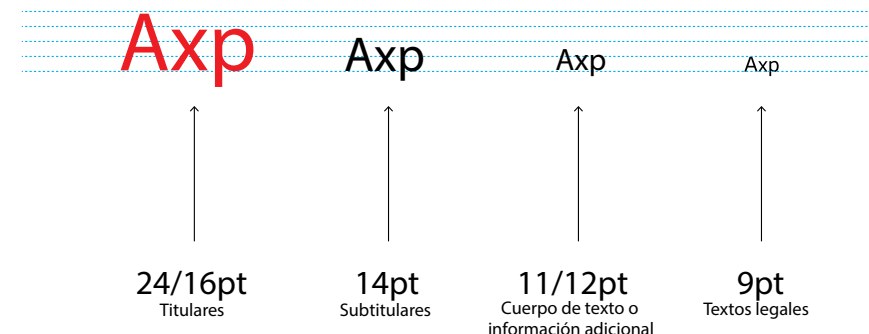 Axp Axp Axp Axp
24/16pt 14pt 11/12pt 9pt
Titulares Subtitulares Cuerpo de texto o Textos legales
información adicional